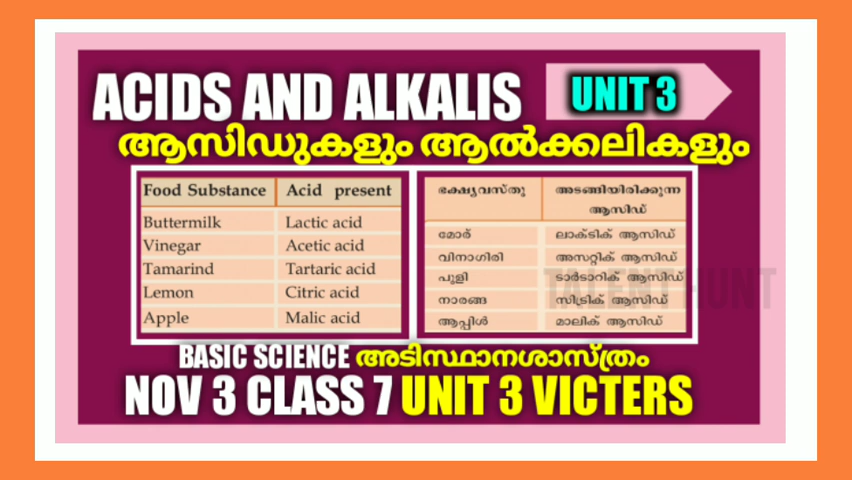 ACIDS AND ALKALIS
UNIT 3
ആസിഡുകളും ആൽക്കലികളും
Food Substance Acid present
Buttermilk Lactic acid
Vinegar Acetic acid
Tamarind Tartaric acid
Lemon Citric acid
Apple Malic acid
ഭക്ഷ്യവസ്തു അടങ്ങിയിരിക്കുന്ന
ആസിഡ്
മോര് ലാക്ടിക് ആസിഡ്
വിനാഗിരി അസറ്റിക് ആസിഡ്
പുളി ടാർടാറിക് ആസിഡ്
നാരങ്ങ സിട്രിക് ആസിഡ്
ആപ്പിൾ മാലിക് ആസിഡ്
TALENT HUNT
BASIC SCIENCE അടിസ്ഥാനശാസ്ത്രം
NOV 3 CLASS 7 UNIT 3 VICTERS